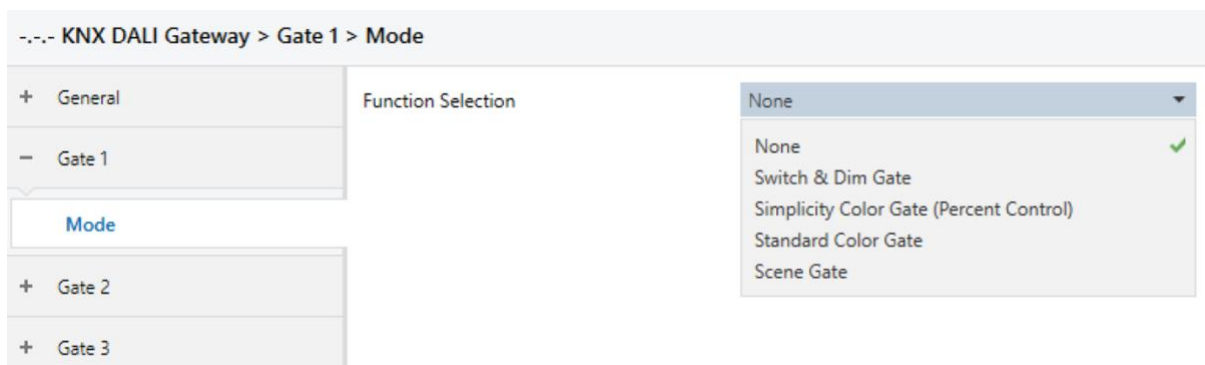 -.-.- KNX DALI Gateway > Gate 1 > Mode
+ General
Function Selection
None
- Gate 1
None
Switch & Dim Gate
Simplicity Color Gate (Percent Control)
Standard Color Gate
Scene Gate
Mode
+ Gate 2
+ Gate 3